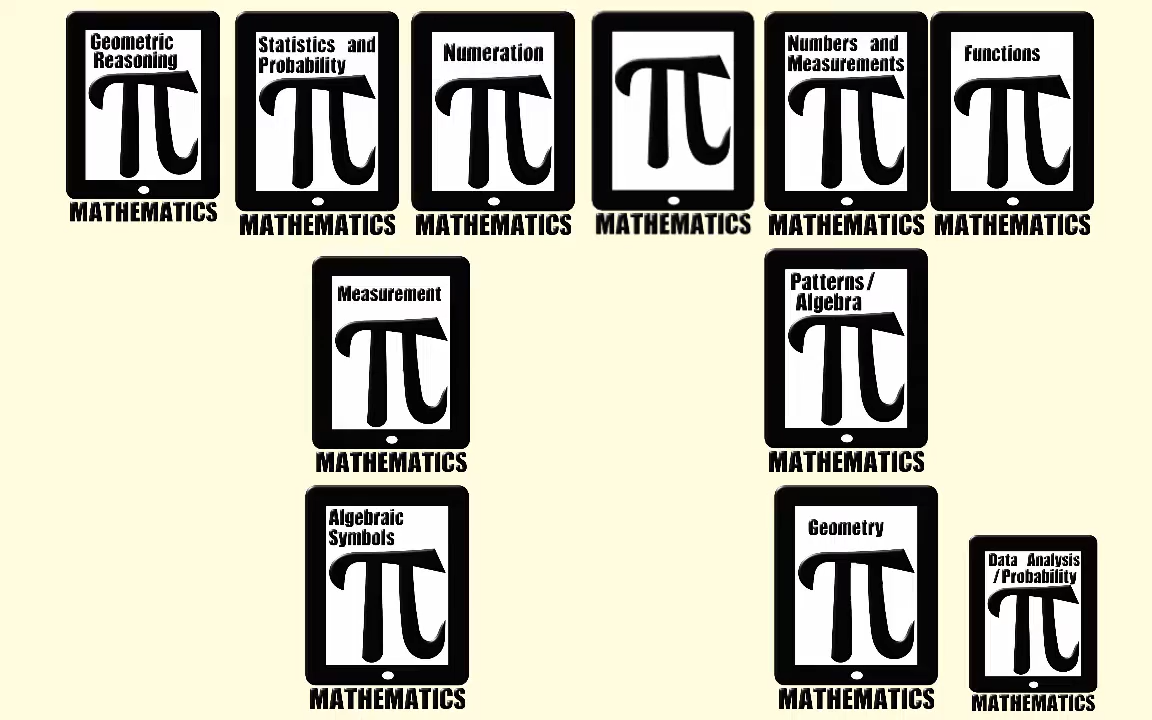 Geometric
Reasoning
π
MATHEMATICS
Statistics and
Probability
π
MATHEMATICS
Numeration
π
MATHEMATICS
π
MATHEMATICS
Numbers and
Measurements
π
MATHEMATICS
Functions
π
MATHEMATICS
Measurement
π
MATHEMATICS
Patterns/
Algebra
π
MATHEMATICS
Algebraic
Symbols
π
MATHEMATICS
Geometry
π
MATHEMATICS
Data Analysis
/Probability
π
MATHEMATICS